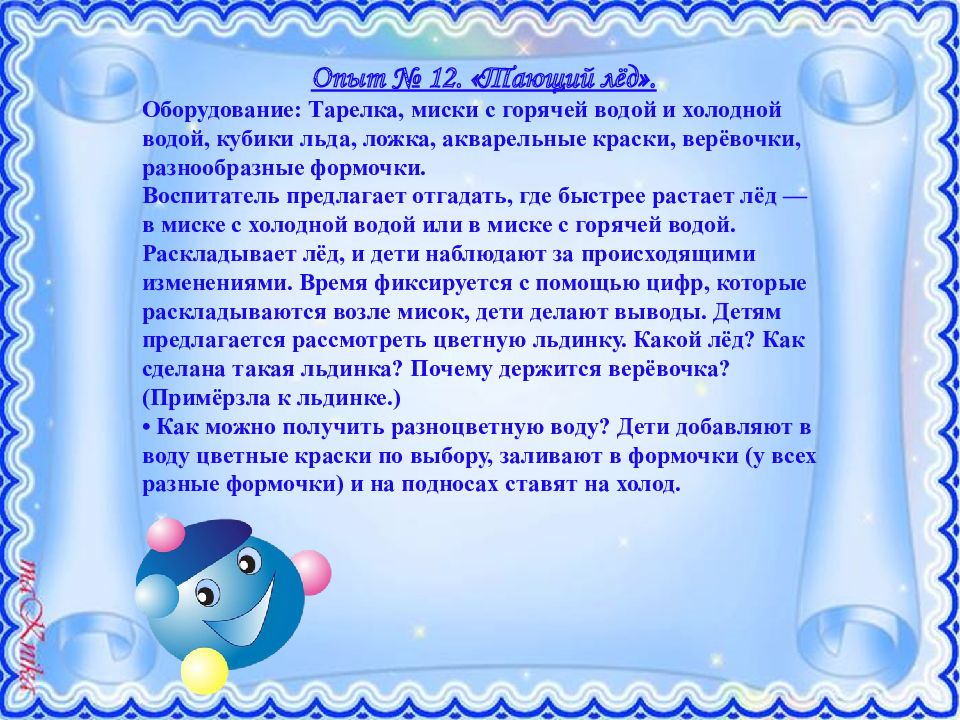 Опыт № 12. «Тающий лёд».
Оборудование: Тарелка, миски с горячей водой и холодной
водой, кубики льда, ложка, акварельные краски, верёвочки,
разнообразные формочки.
Воспитатель предлагает отгадать, где быстрее растает лёд —
в миске с холодной водой или в миске с горячей водой.
Раскладывает лёд, и дети наблюдают за происходящими
изменениями. Время фиксируется с помощью цифр, которые
раскладываются возле мисок, дети делают выводы. Детям
предлагается рассмотреть цветную льдинку. Какой лёд? Как
сделана такая льдинка? Почему держится верёвочка?
(Примёрзла к льдинке.)
• Как можно получить разноцветную воду? Дети добавляют в
воду цветные краски по выбору, заливают в формочки (у всех
разные формочки) и на подносах ставят на холод.